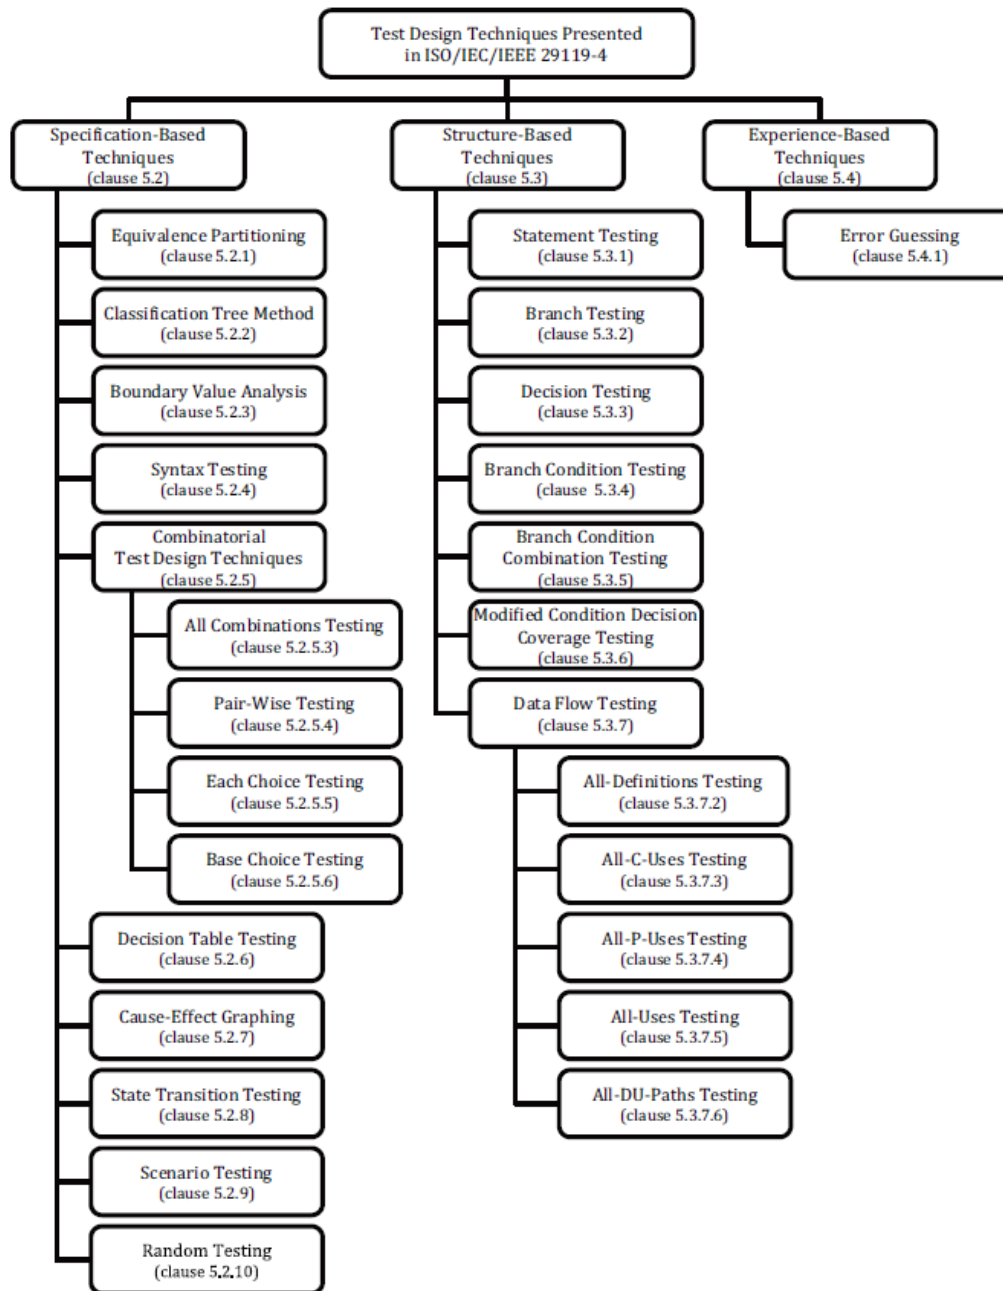 Test Design Techniques Presented
in ISO/IEC/IEEE 29119-4
Specification-Based
Techniques
(clause 5.2)
Equivalence Partitioning
(clause 5.2.1)
Classification Tree Method
(clause 5.2.2)
Boundary Value Analysis
(clause 5.2.3)
Syntax Testing
(clause 5.2.4)
Combinatorial
Test Design Techniques
(clause 5.2.5)
All Combinations Testing
(clause 5.2.5.3)
Pair-Wise Testing
(clause 5.2.5.4)
Each Choice Testing
(clause 5.2.5.5)
Base Choice Testing
(clause 5.2.5.6)
Decision Table Testing
(clause 5.2.6)
Cause-Effect Graphing
(clause 5.2.7)
State Transition Testing
(clause 5.2.8)
Scenario Testing
(clause 5.2.9)
Random Testing
(clause 5.2.10)
Structure-Based
Techniques
(clause 5.3)
Statement Testing
(clause 5.3.1)
Branch Testing
(clause 5.3.2)
Decision Testing
(clause 5.3.3)
Branch Condition Testing
(clause 5.3.4)
Branch Condition
Combination Testing
(clause 5.3.5)
Modified Condition Decision
Coverage Testing
(clause 5.3.6)
Data Flow Testing
(clause 5.3.7)
All-Definitions Testing
(clause 5.3.7.2)
All-C-Uses Testing
(clause 5.3.7.3)
All-P-Uses Testing
(clause 5.3.7.4)
All-Uses Testing
(clause 5.3.7.5)
All-DU-Paths Testing
(clause 5.3.7.6)
Experience-Based
Techniques
(clause 5.4)
Error Guessing
(clause 5.4.1)